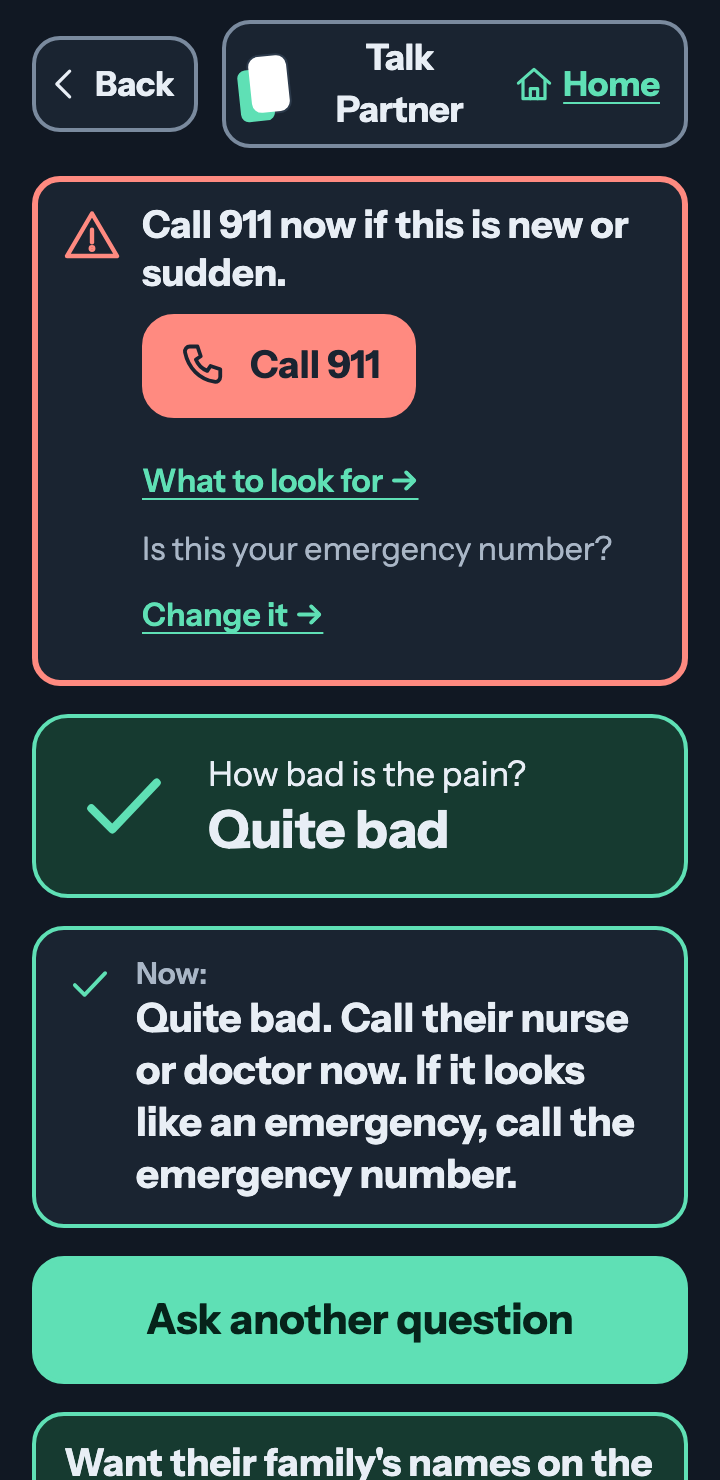 Back
Talk
Partner
Home
Call 911 now if this is new or
sudden.
Call 911
What to look for →
Is this your emergency number?
Change it →
How bad is the pain?
Quite bad
Now:
Quite bad. Call their nurse
or doctor now. If it looks
like an emergency, call the
emergency number.
Ask another question
Want their family's names on the